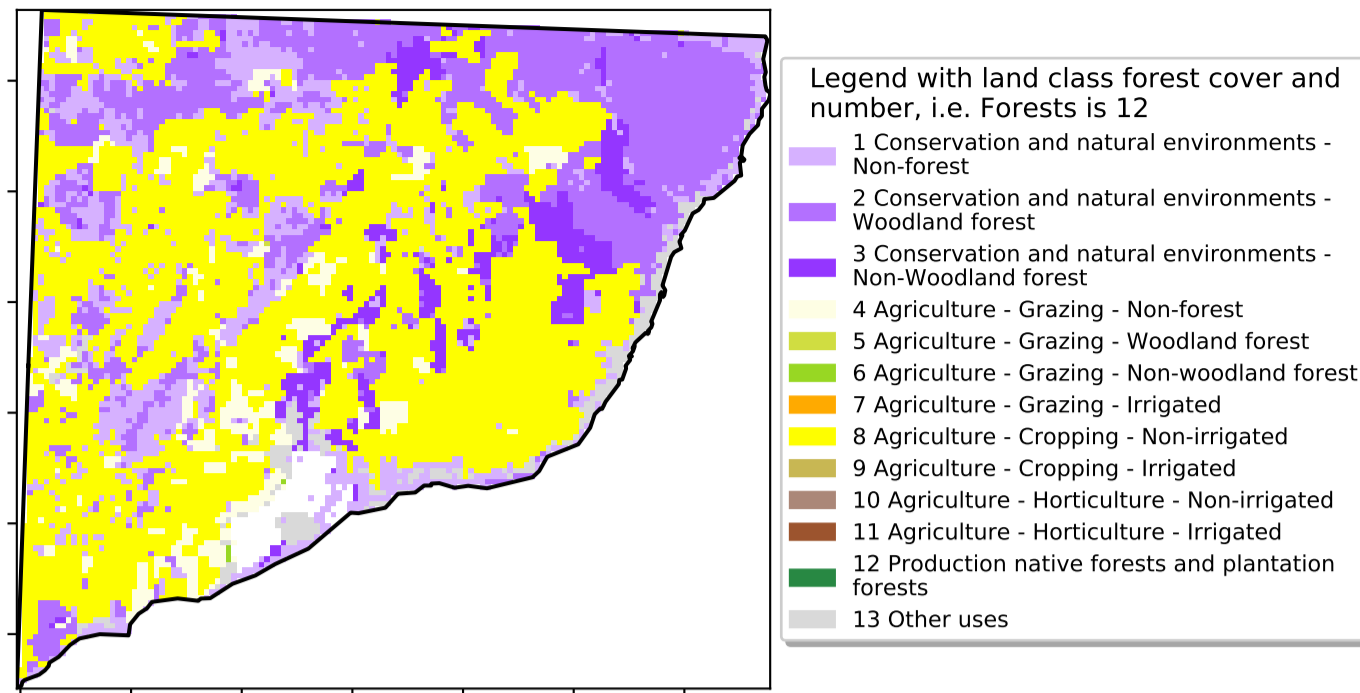 Legend with land class forest cover and
number, i.e. Forests is 12
1 Conservation and natural environments -
Non-forest
2 Conservation and natural environments -
Woodland forest
3 Conservation and natural environments -
Non-Woodland forest
4 Agriculture - Grazing - Non-forest
5 Agriculture - Grazing - Woodland forest
6 Agriculture - Grazing - Non-woodland forest
7 Agriculture - Grazing - Irrigated
8 Agriculture - Cropping - Non-irrigated
9 Agriculture - Cropping - Irrigated
10 Agriculture - Horticulture - Non-irrigated
11 Agriculture - Horticulture - Irrigated
12 Production native forests and plantation
forests
13 Other uses